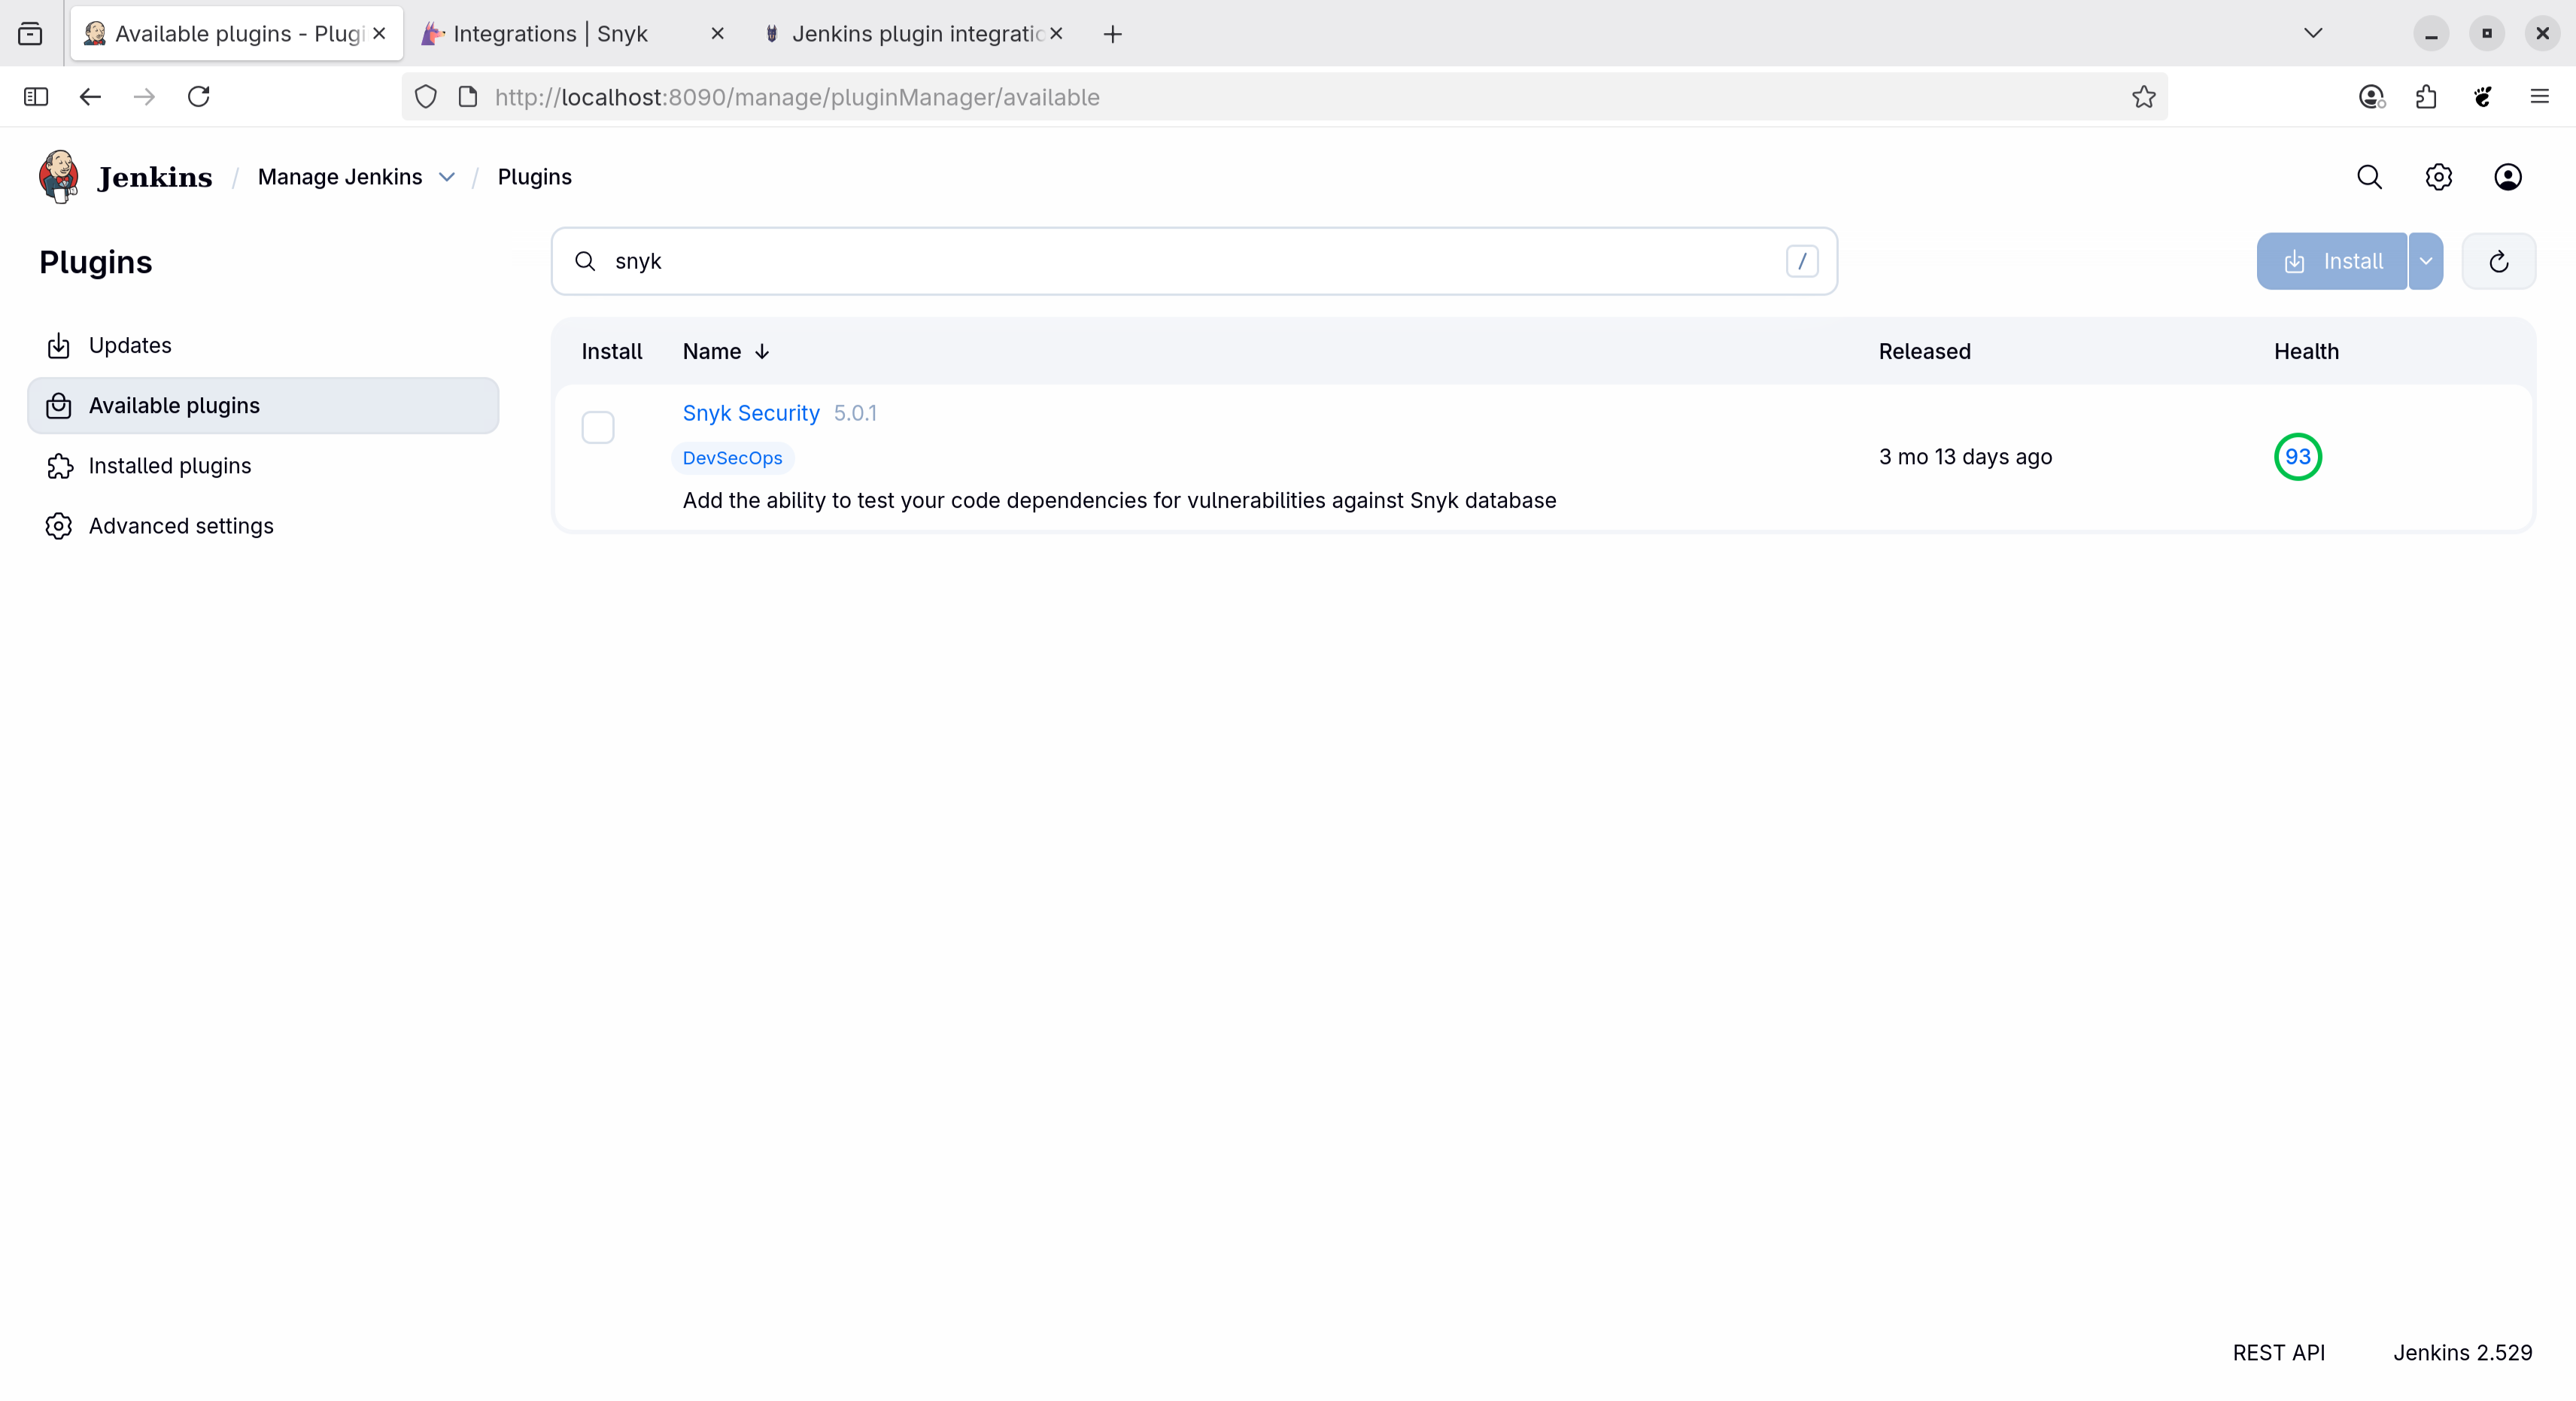 Available plugins - Plugi
Integrations | Snyk
Jenkins plugin integratio
http://localhost:8090/manage/pluginManager/available
Jenkins / Manage Jenkins / Plugins
Plugins
snyk
/
Install
Updates
Available plugins
Installed plugins
Advanced settings
Install Name Released Health
Snyk Security 5.0.1
DevSecOps
Add the ability to test your code dependencies for vulnerabilities against Snyk database
3 mo 13 days ago
93
REST API Jenkins 2.529